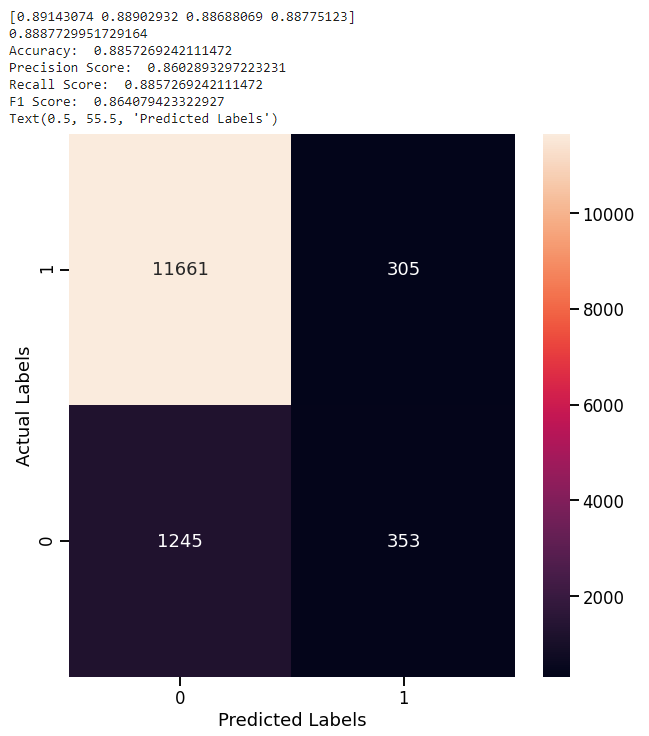 [0.89143074 0.88902932 0.88688069 0.88775123]
0.8887729951729164
Accuracy:  0.8857269242111472
Precision Score:  0.8602893297223231
Recall Score:  0.8857269242111472
F1 Score:  0.864079423322927
Text(0.5, 55.5, 'Predicted Labels')
10000
1
11661
305
8000
Actual Labels
6000
4000
0
1245
353
2000
0
1
Predicted Labels